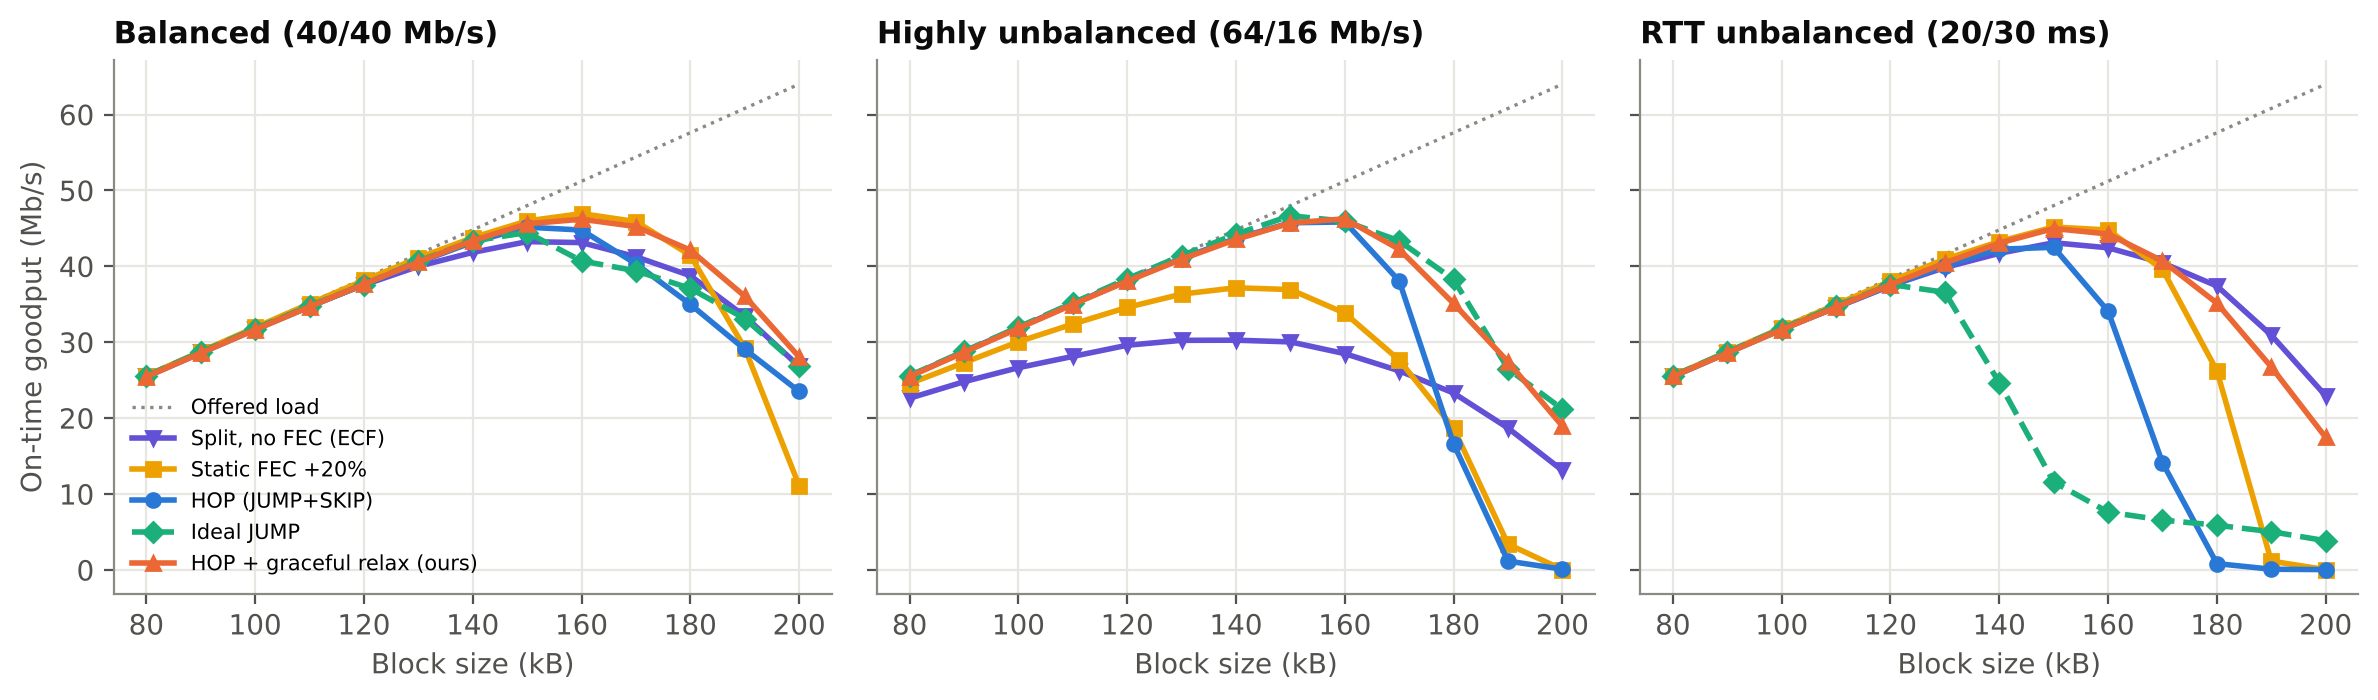 Balanced (40/40 Mb/s)
Highly unbalanced (64/16 Mb/s)
RTT unbalanced (20/30 ms)
On-time goodput (Mb/s)
60
50
40
30
20
10
0
Offered load
Split, no FEC (ECF)
Static FEC +20%
HOP (JUMP+SKIP)
Ideal JUMP
HOP + graceful relax (ours)
80 100 120 140 160 180 200
80 100 120 140 160 180 200
80 100 120 140 160 180 200
Block size (kB)
Block size (kB)
Block size (kB)